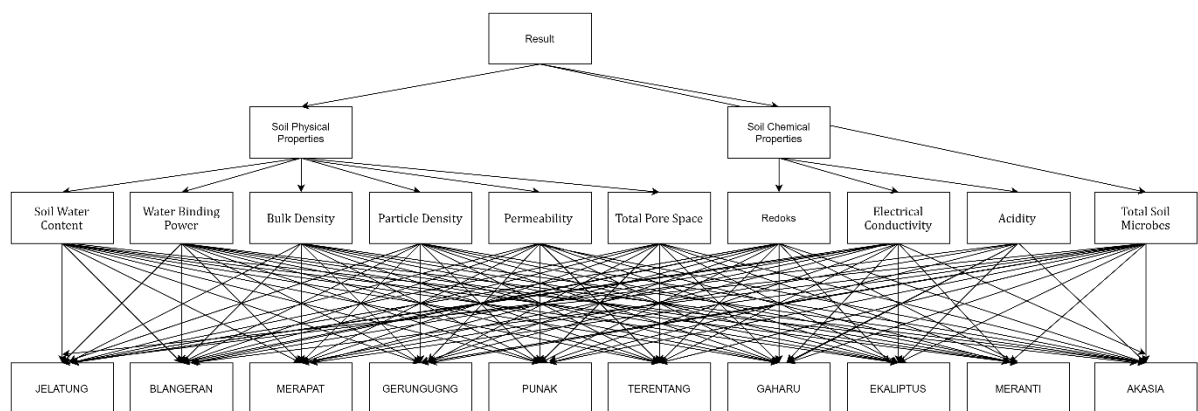 Result
Soil Physical
Properties
Soil Chemical
Properties
Soil Water
Content
Water Binding
Power
Bulk Density
Particle Density
Permeability
Total Pore Space
Redoks
Electrical
Conductivity
Acidity
Total Soil
Microbes
JELATUNG
BLANGERAN
MERAPAT
GERUNGUGNG
PUNAK
TERENTANG
GAHARU
EKALIPTUS
MERANTI
AKASIA